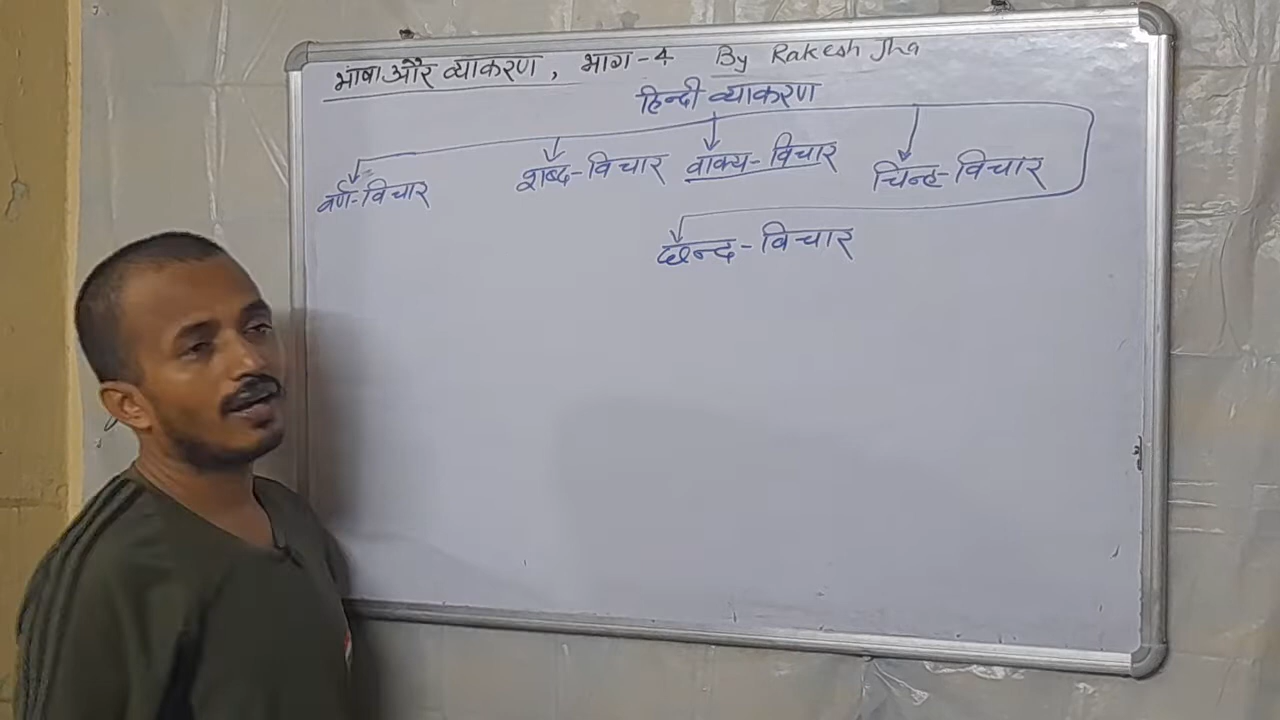 भाषा और व्याकरण, भाग-4 By Rakesh Jha
हिन्दी व्याकरण
वर्ण-विचार शब्द-विचार वाक्य-विचार चिन्ह-विचार
छन्द-विचार